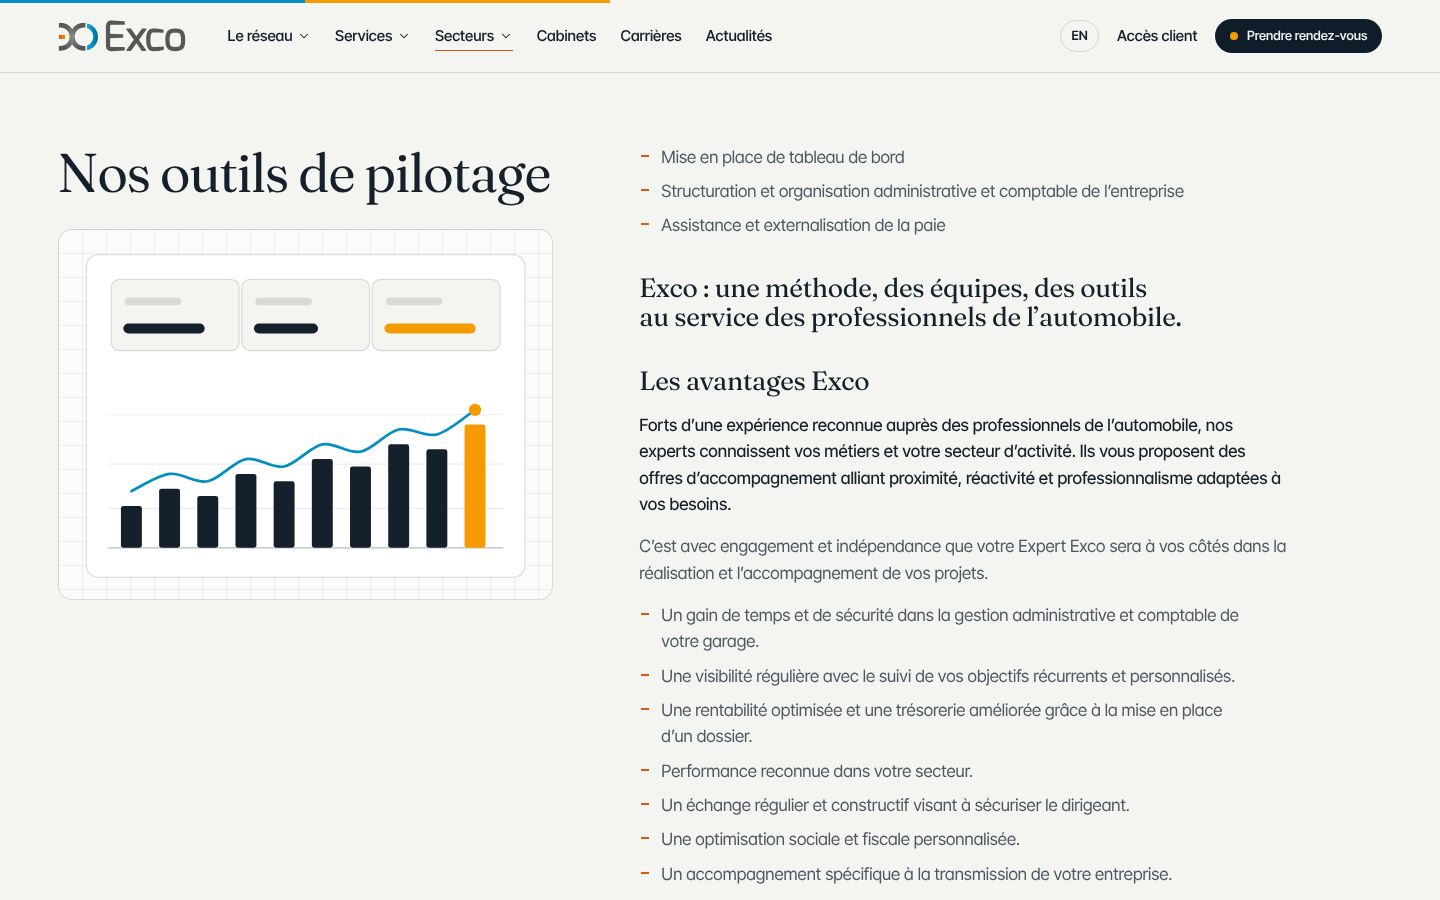 Exco
Le réseau
Services
Secteurs
Cabinets
Carrières
Actualités
EN
Accès client
Prendre rendez-vous
Nos outils de pilotage
Mise en place de tableau de bord
Structuration et organisation administrative et comptable de l’entreprise
Assistance et externalisation de la paie
Exco : une méthode, des équipes, des outils
au service des professionnels de l’automobile.
Les avantages Exco
Forts d’une expérience reconnue auprès des professionnels de l’automobile, nos
experts connaissent vos métiers et votre secteur d’activité. Ils vous proposent des
offres d’accompagnement alliant proximité, réactivité et professionnalisme adaptées à
vos besoins.
C’est avec engagement et indépendance que votre Expert Exco sera à vos côtés dans la
réalisation et l’accompagnement de vos projets.
Un gain de temps et de sécurité dans la gestion administrative et comptable de
votre garage.
Une visibilité régulière avec le suivi de vos objectifs récurrents et personnalisés.
Une rentabilité optimisée et une trésorerie améliorée grâce à la mise en place
d’un dossier.
Performance reconnue dans votre secteur.
Un échange régulier et constructif visant à sécuriser le dirigeant.
Une optimisation sociale et fiscale personnalisée.
Un accompagnement spécifique à la transmission de votre entreprise.